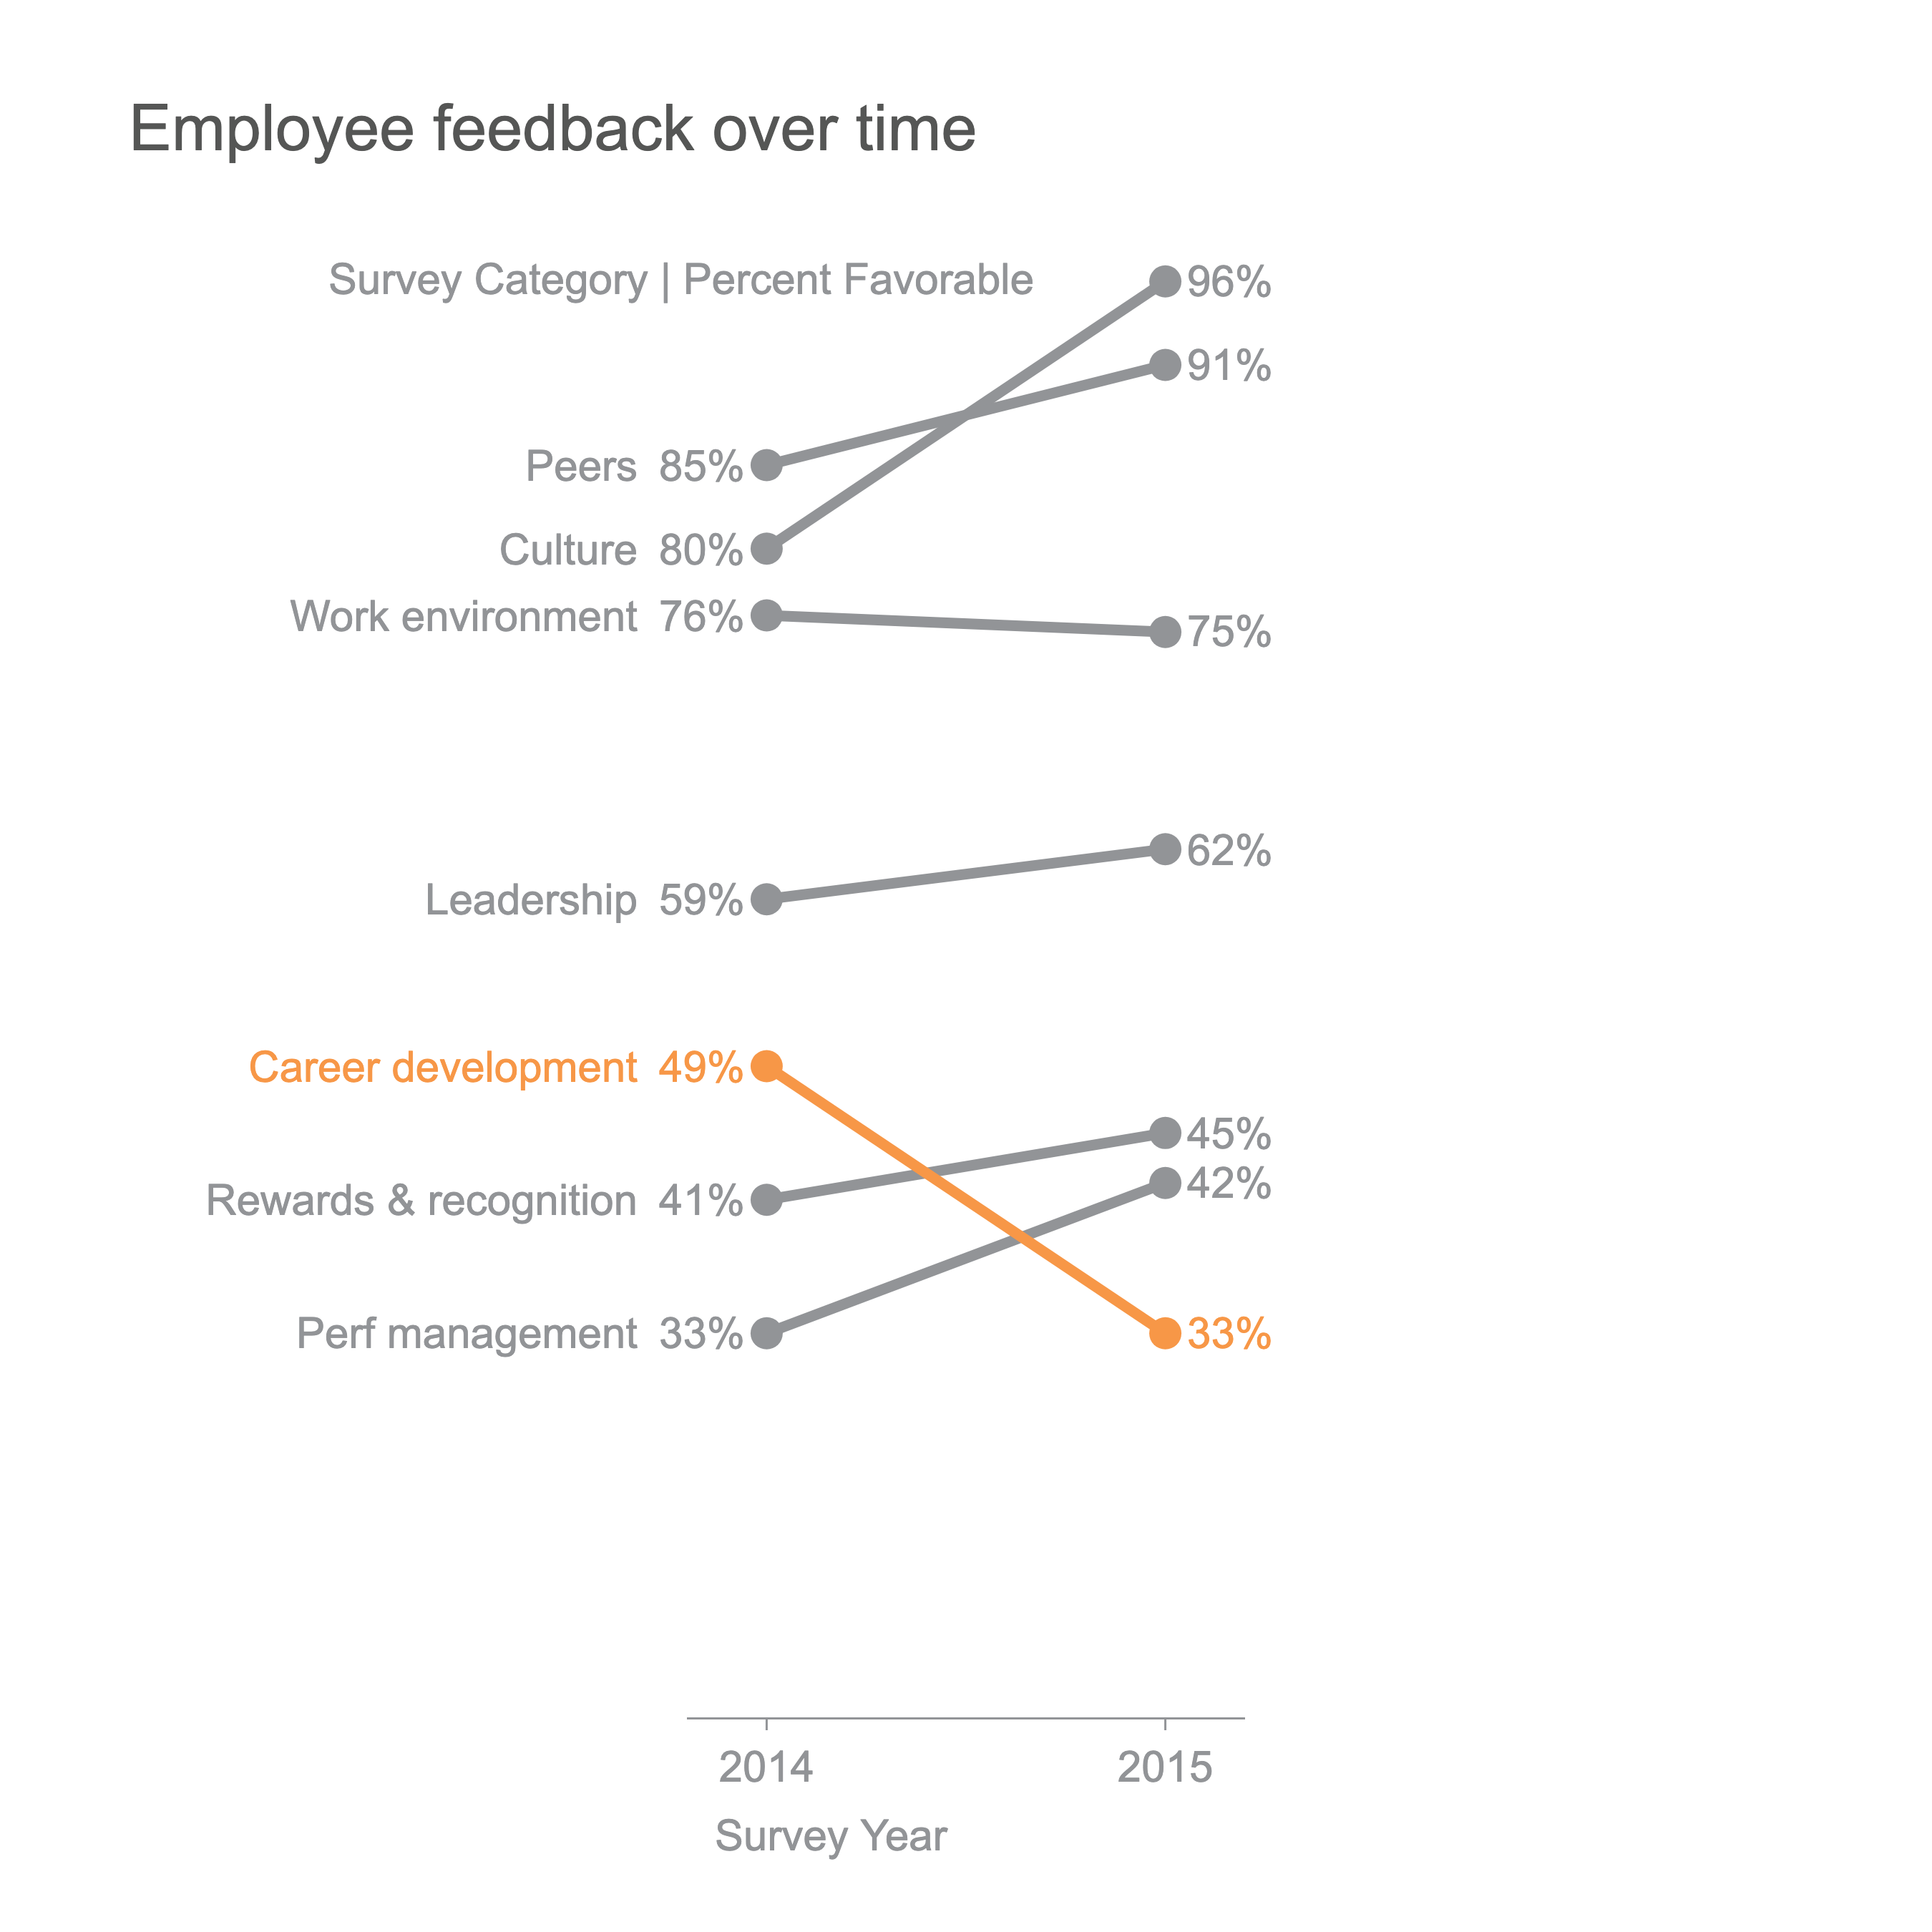 Employee feedback over time
Survey Category | Percent Favorable 96%
91%
Peers 85%
Culture 80%
Work environment 76% 75%
62%
Leadership 59%
Career development 49%
45%
Rewards & recognition 41% 42%
Perf management 33% 33%
2014 2015
Survey Year